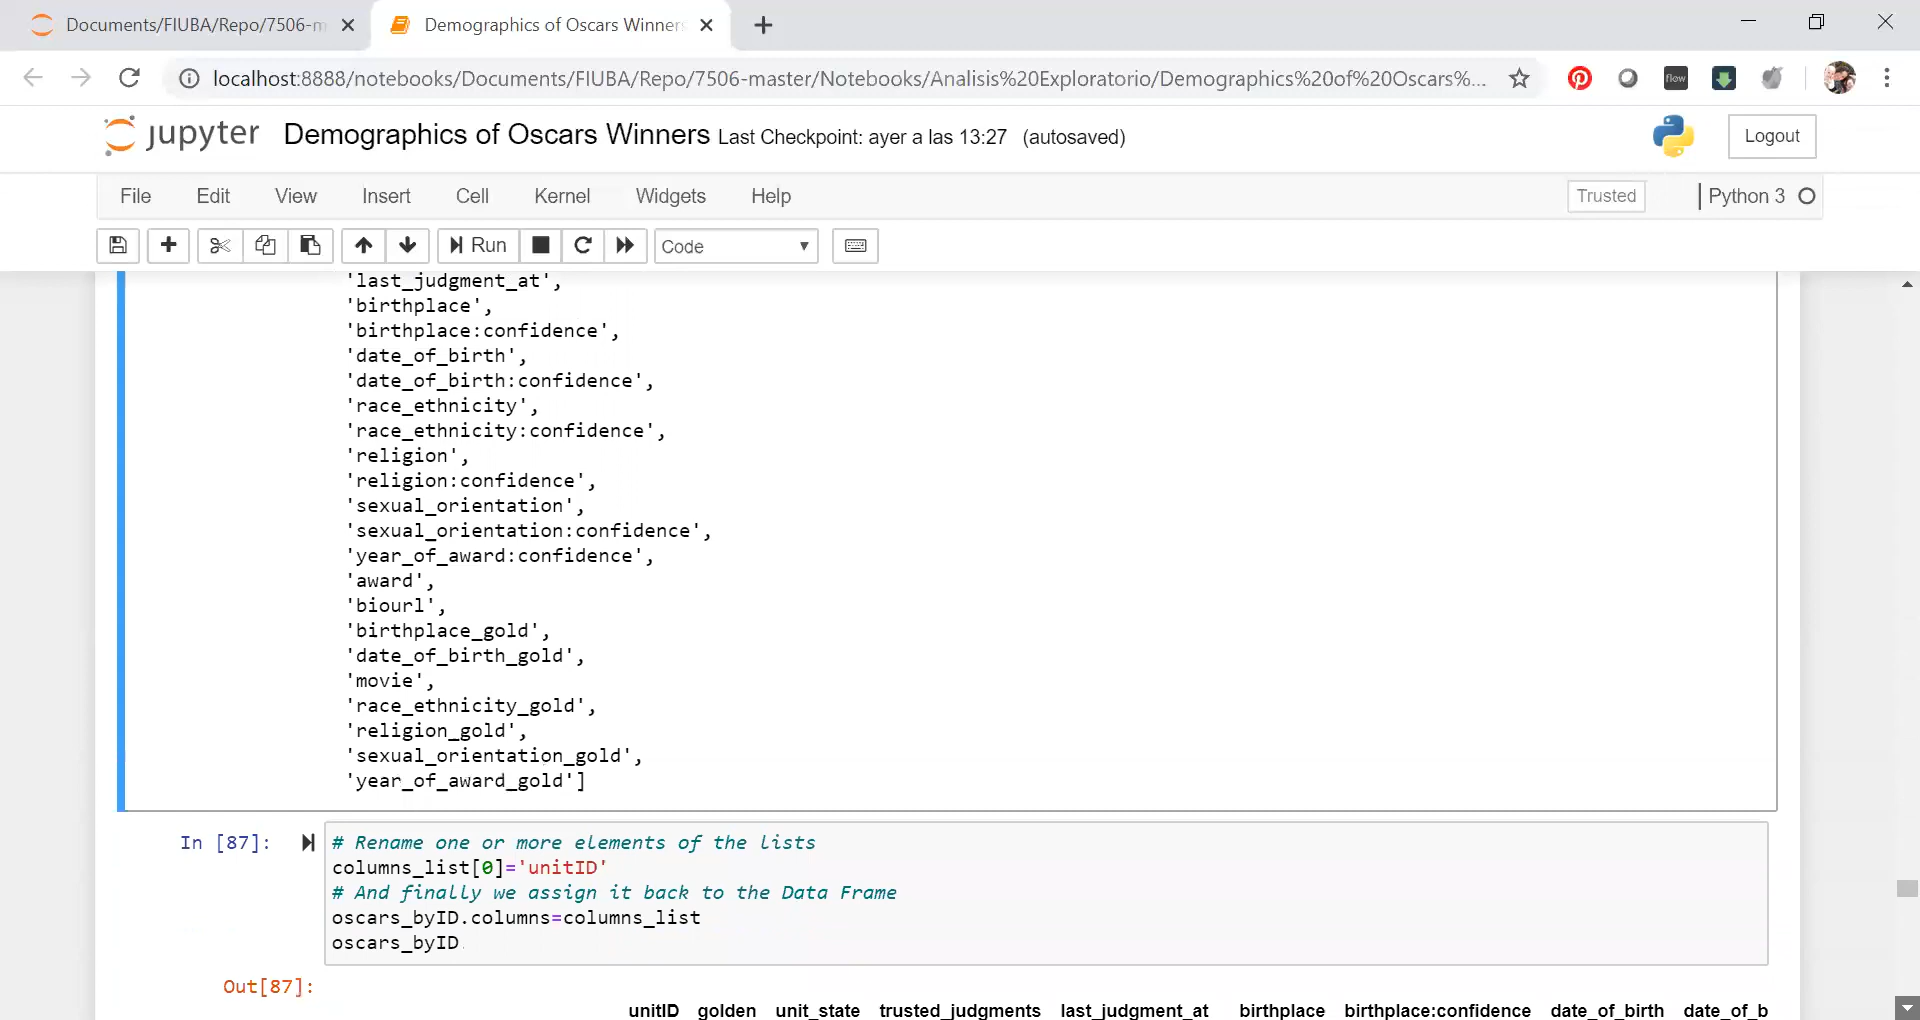 Documents/FIUBA/Repo/7506-m
Demographics of Oscars Winners
localhost:8888/notebooks/Documents/FIUBA/Repo/7506-master/Notebooks/Analisis%20Exploratorio/Demographics%20of%20Oscars%...
flow
jupyter Demographics of Oscars Winners Last Checkpoint: ayer a las 13:27 (autosaved)
Logout
File Edit View Insert Cell Kernel Widgets Help
Trusted
Python 3
Run
Code
'last_judgment_at',
'birthplace',
'birthplace:confidence',
'date_of_birth',
'date_of_birth:confidence',
'race_ethnicity',
'race_ethnicity:confidence',
'religion',
'religion:confidence',
'sexual_orientation',
'sexual_orientation:confidence',
'year_of_award:confidence',
'award',
'biourl',
'birthplace_gold',
'date_of_birth_gold',
'movie',
'race_ethnicity_gold',
'religion_gold',
'sexual_orientation_gold',
'year_of_award_gold']
In [87]:
# Rename one or more elements of the lists
columns_list[0]='unitID'
# And finally we assign it back to the Data Frame
oscars_byID.columns=columns_list
oscars_byID
Out[87]:
unitID golden unit_state trusted_judgments last_judgment_at birthplace birthplace:confidence date_of_birth date_of_b